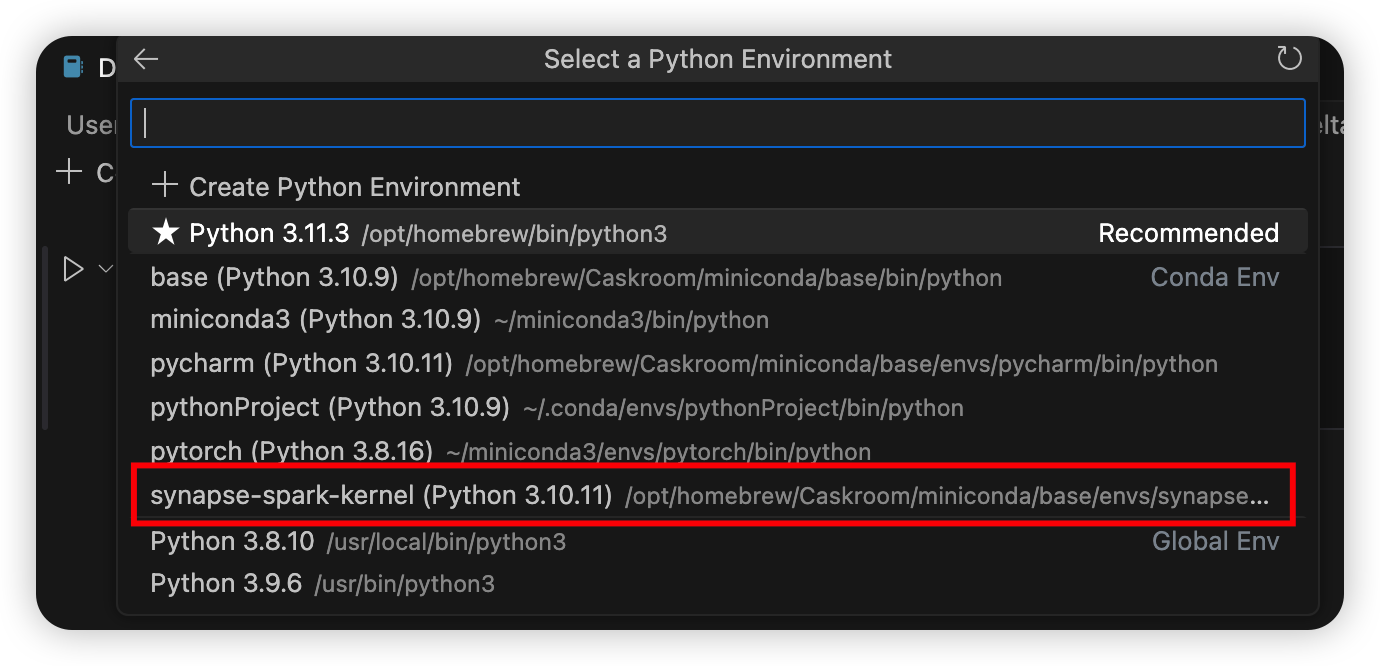 Select a Python Environment
Create Python Environment
Python 3.11.3 /opt/homebrew/bin/python3 Recommended
base (Python 3.10.9) /opt/homebrew/Caskroom/miniconda/base/bin/python Conda Env
miniconda3 (Python 3.10.9) ~/miniconda3/bin/python
pycharm (Python 3.10.11) /opt/homebrew/Caskroom/miniconda/base/envs/pycharm/bin/python
pythonProject (Python 3.10.9) ~/.conda/envs/pythonProject/bin/python
pytorch (Python 3.8.16) ~/miniconda3/envs/pytorch/bin/python
synapse-spark-kernel (Python 3.10.11) /opt/homebrew/Caskroom/miniconda/base/envs/synapse...
Python 3.8.10 /usr/local/bin/python3 Global Env
Python 3.9.6 /usr/bin/python3